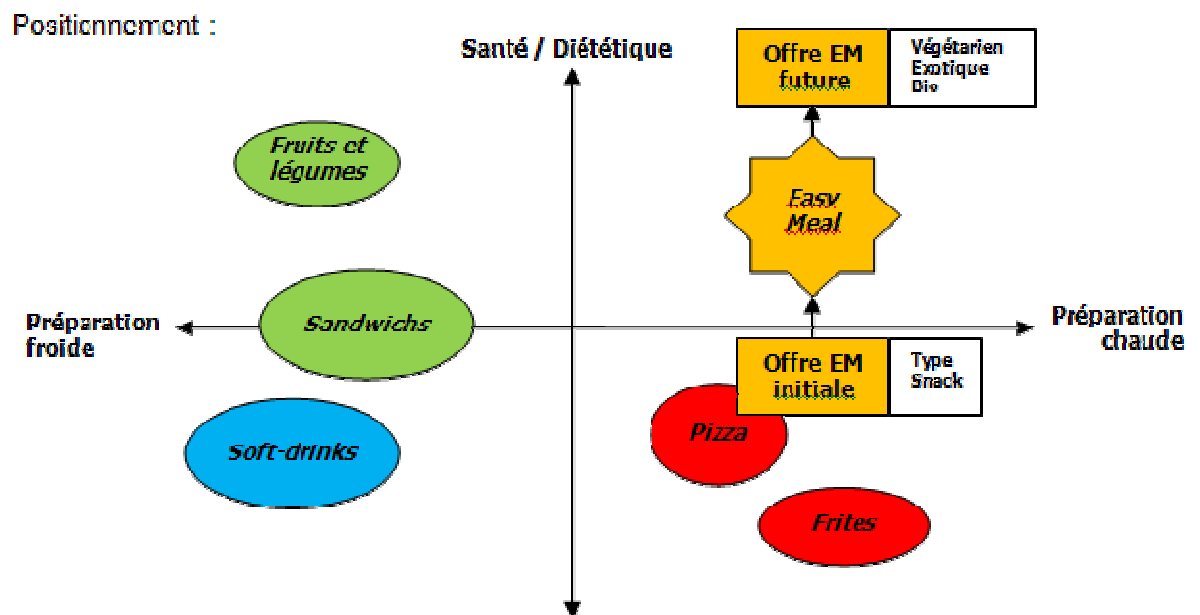 Positionnement :
Santé / Diététique
Offre EM
future
Végétarien
Exotique
Bio
Fruits et
légumes
Easy
Meal
Sandwichs
Préparation
froide
Préparation
chaude
Offre EM
initiale
Type
Snack
Pizza
Soft-drinks
Frites